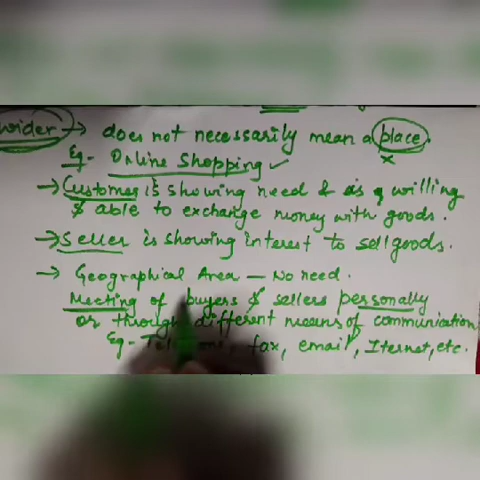 wider → does not necessarily mean a place.
Eg- Online Shopping ✓ x
→ Customer is showing need & is willing
& able to exchange money with goods.
→ Seller is showing interest to sell goods.
→ Geographical Area — No need.
Meeting of buyers & sellers personally
or through different means of communication
Eg- fax, email, Iternet, etc.